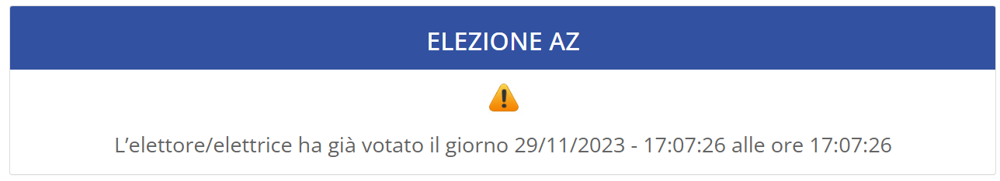 ELEZIONE AZ
L’elettore/elettrice ha già votato il giorno 29/11/2023 - 17:07:26 alle ore 17:07:26